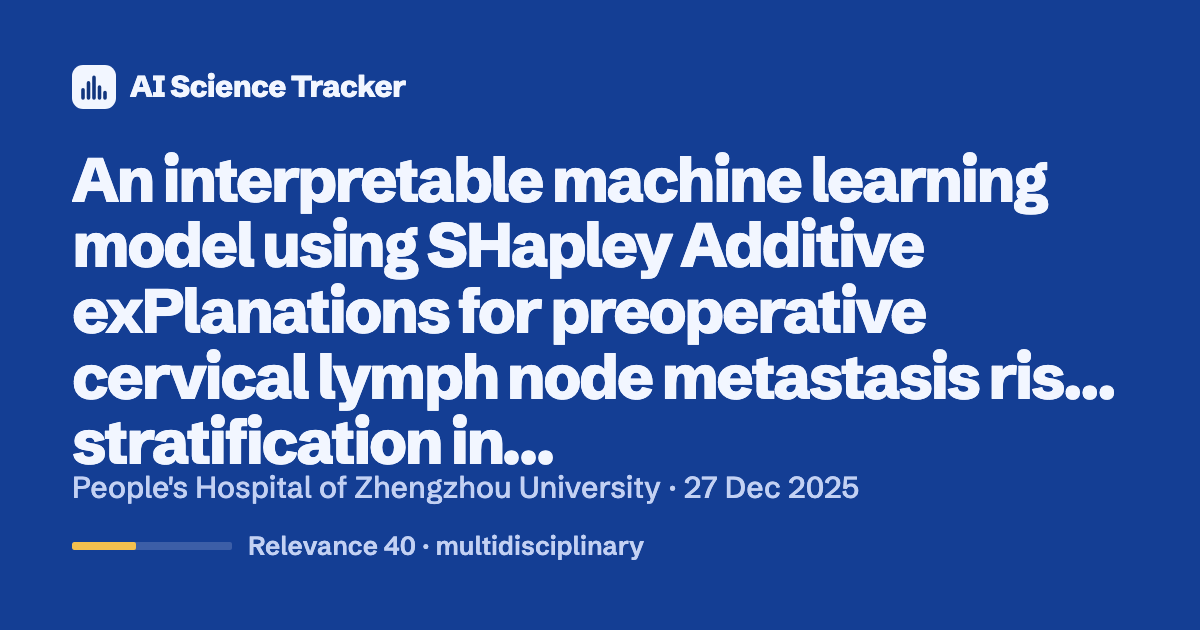 AI Science Tracker
An interpretable machine learning
model using SHapley Additive
exPlanations for preoperative
cervical lymph node metastasis ris...
stratification in...
People's Hospital of Zhengzhou University · 27 Dec 2025
Relevance 40 · multidisciplinary